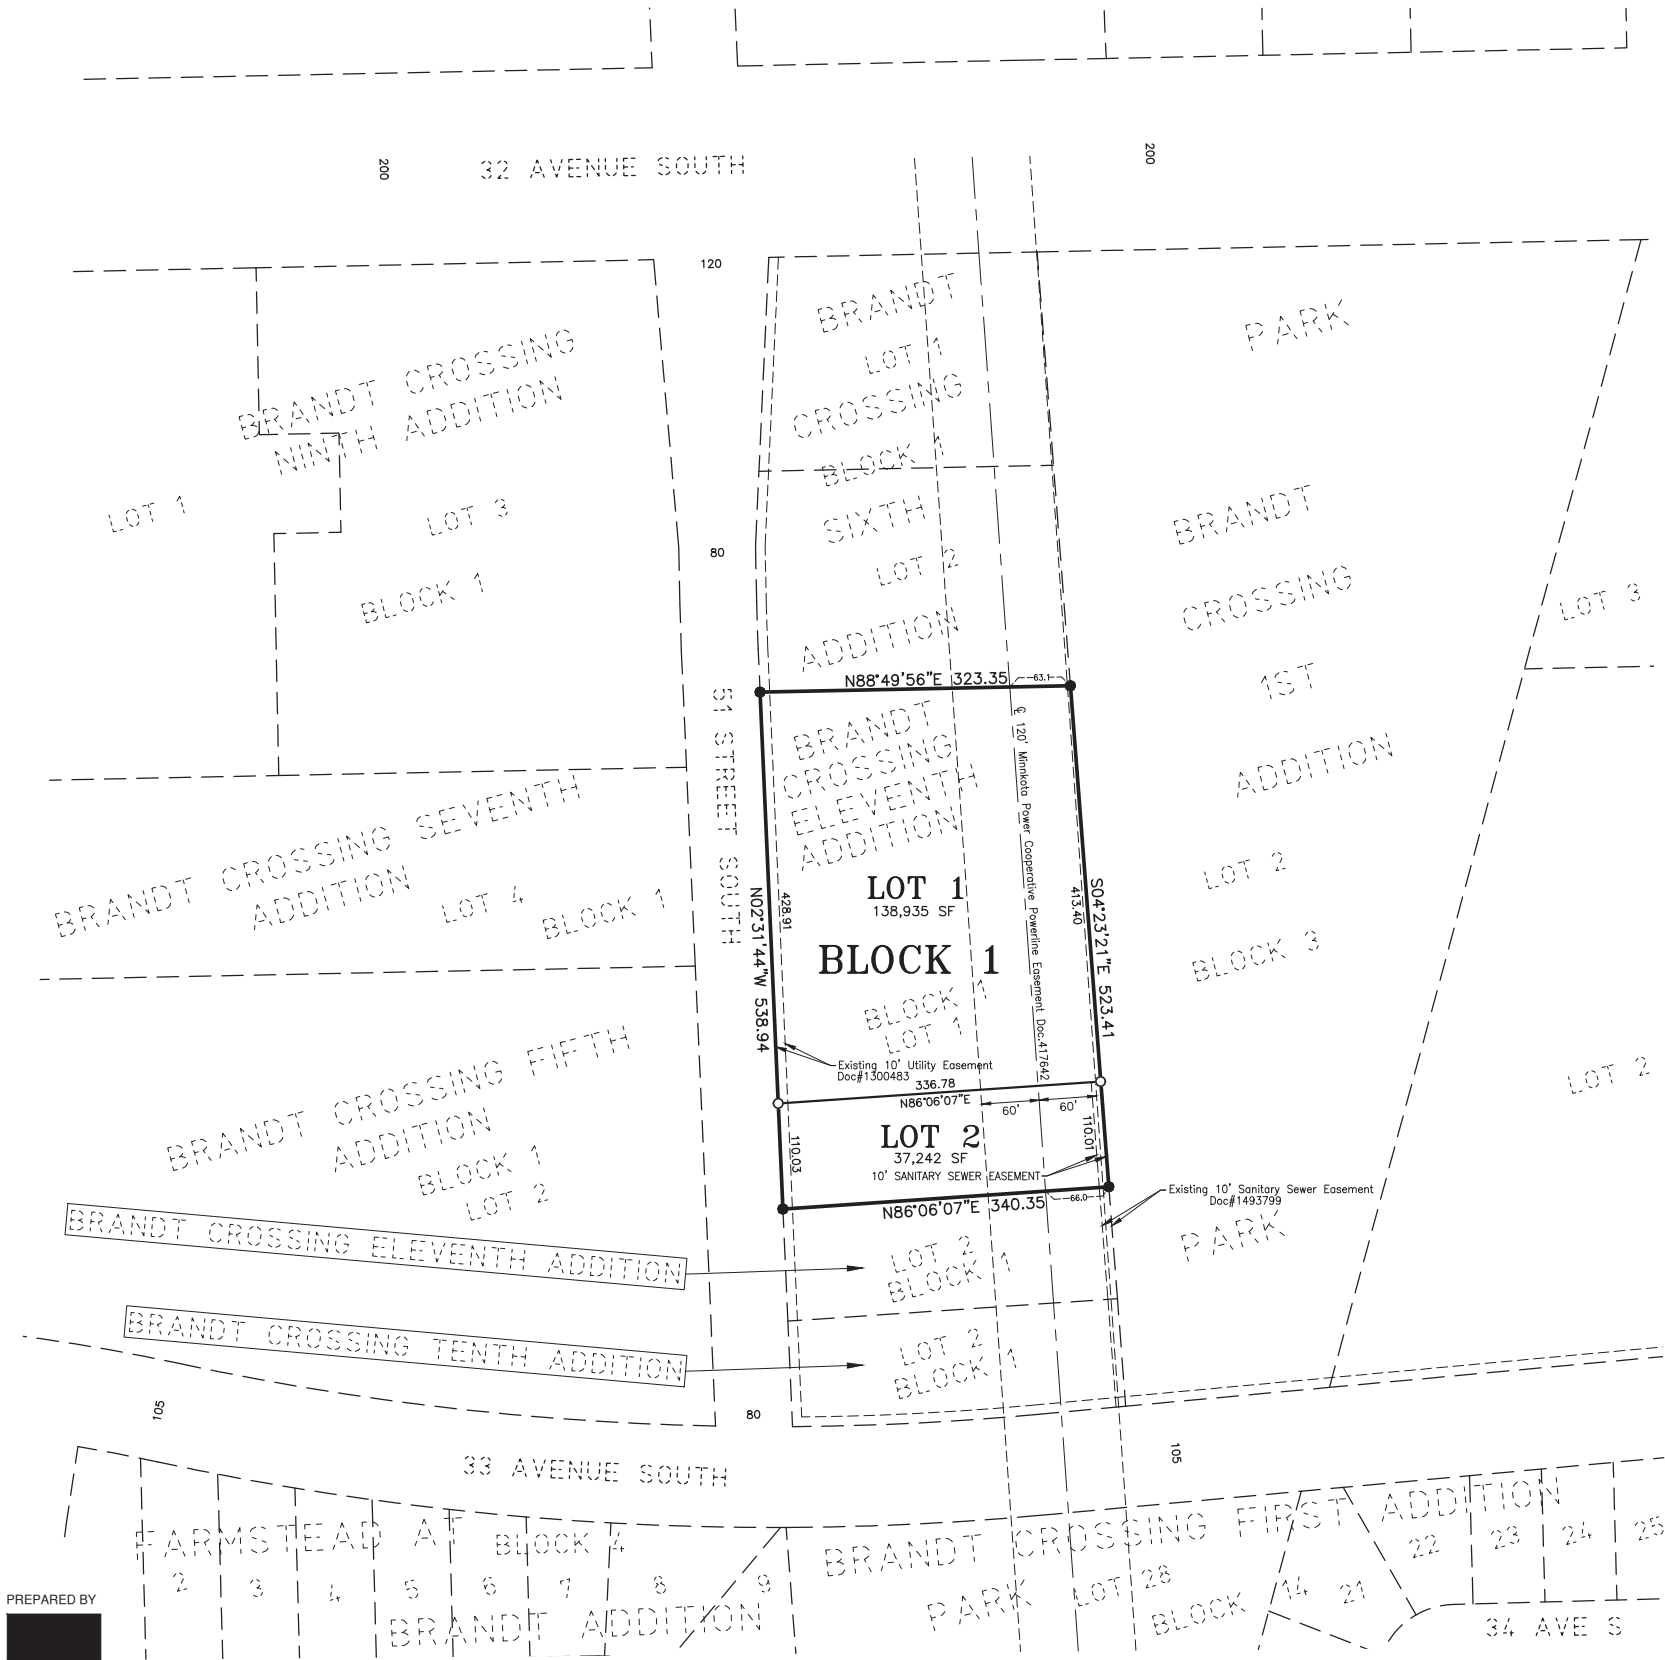 200
32 AVENUE SOUTH
200
120
BRANDT
LOT 1
CROSSING
BLOCK 1
SIXTH
LOT 2
ADDITION
PARK
BRANDT CROSSING
NINTH ADDITION
LOT 1
LOT 3
BLOCK 1
80
BRANDT
CROSSING
1ST
ADDITION
LOT 2
BLOCK 3
LOT 3
LOT 2
51 STREET SOUTH
N88°49'56"E 323.35
63.1
BRANDT
CROSSING
ELEVENTH
ADDITION
℄ 120' Minnkota Power Cooperative Powerline Easement Doc.417642
BRANDT CROSSING SEVENTH
ADDITION
LOT 4
BLOCK 1
LOT 1
138,935 SF
BLOCK 1
N02°31'44"W 538.94
428.91
413.40
S04°23'21"E 523.41
BLOCK 1
LOT 1
Existing 10' Utility Easement
Doc#1300483
336.78
N86°06'07"E
60'
60'
BRANDT CROSSING FIFTH
ADDITION
BLOCK 1
LOT 2
110.03
LOT 2
37,242 SF
110.01
10' SANITARY SEWER EASEMENT
N86°06'07"E 340.35
66.0
Existing 10' Sanitary Sewer Easement
Doc#1493799
PARK
BRANDT CROSSING ELEVENTH ADDITION
LOT 2
BLOCK 1
BRANDT CROSSING TENTH ADDITION
LOT 2
BLOCK 1
105
80
105
33 AVENUE SOUTH
FARMSTEAD AT
BLOCK 4
2
3
4
5
6
7
8
9
BRANDT ADDITION
BRANDT CROSSING FIRST ADDITION
PARK LOT 28
BLOCK 14
21
22
23
24
25
34 AVE S
PREPARED BY